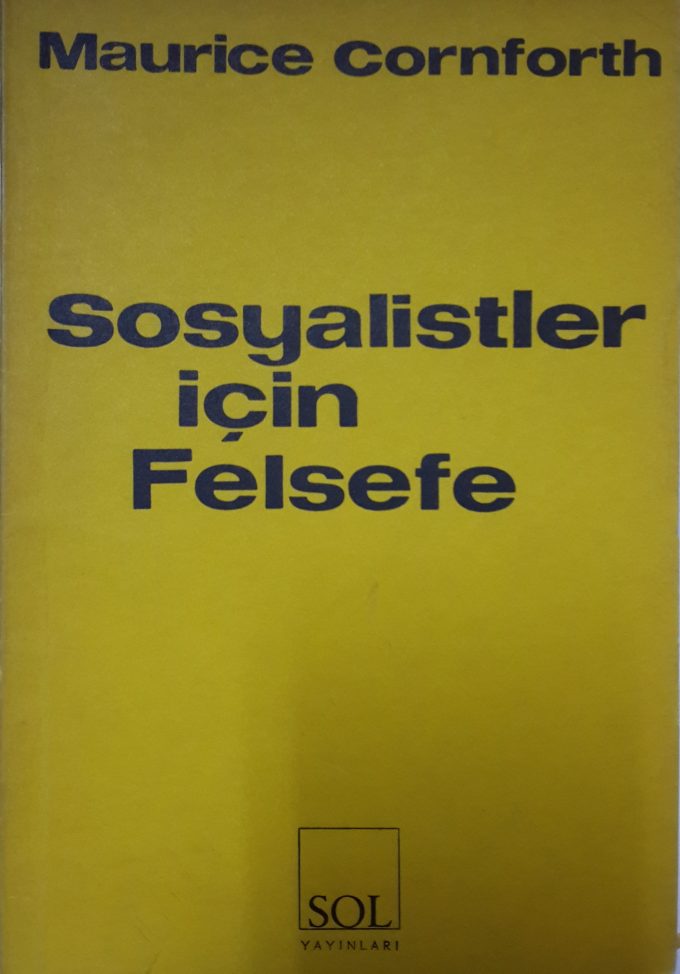 Maurice Cornforth
Sosyalistler
için
Felsefe
SOL
YAYINLARI